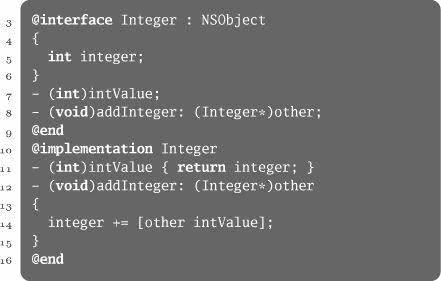 3 @interface Integer : NSObject
4 {
5   int integer;
6 }
7 - (int)intValue;
8 - (void)addInteger: (Integer*)other;
9 @end
10 @implementation Integer
11 - (int)intValue { return integer; }
12 - (void)addInteger: (Integer*)other
13 {
14   integer += [other intValue];
15 }
16 @end